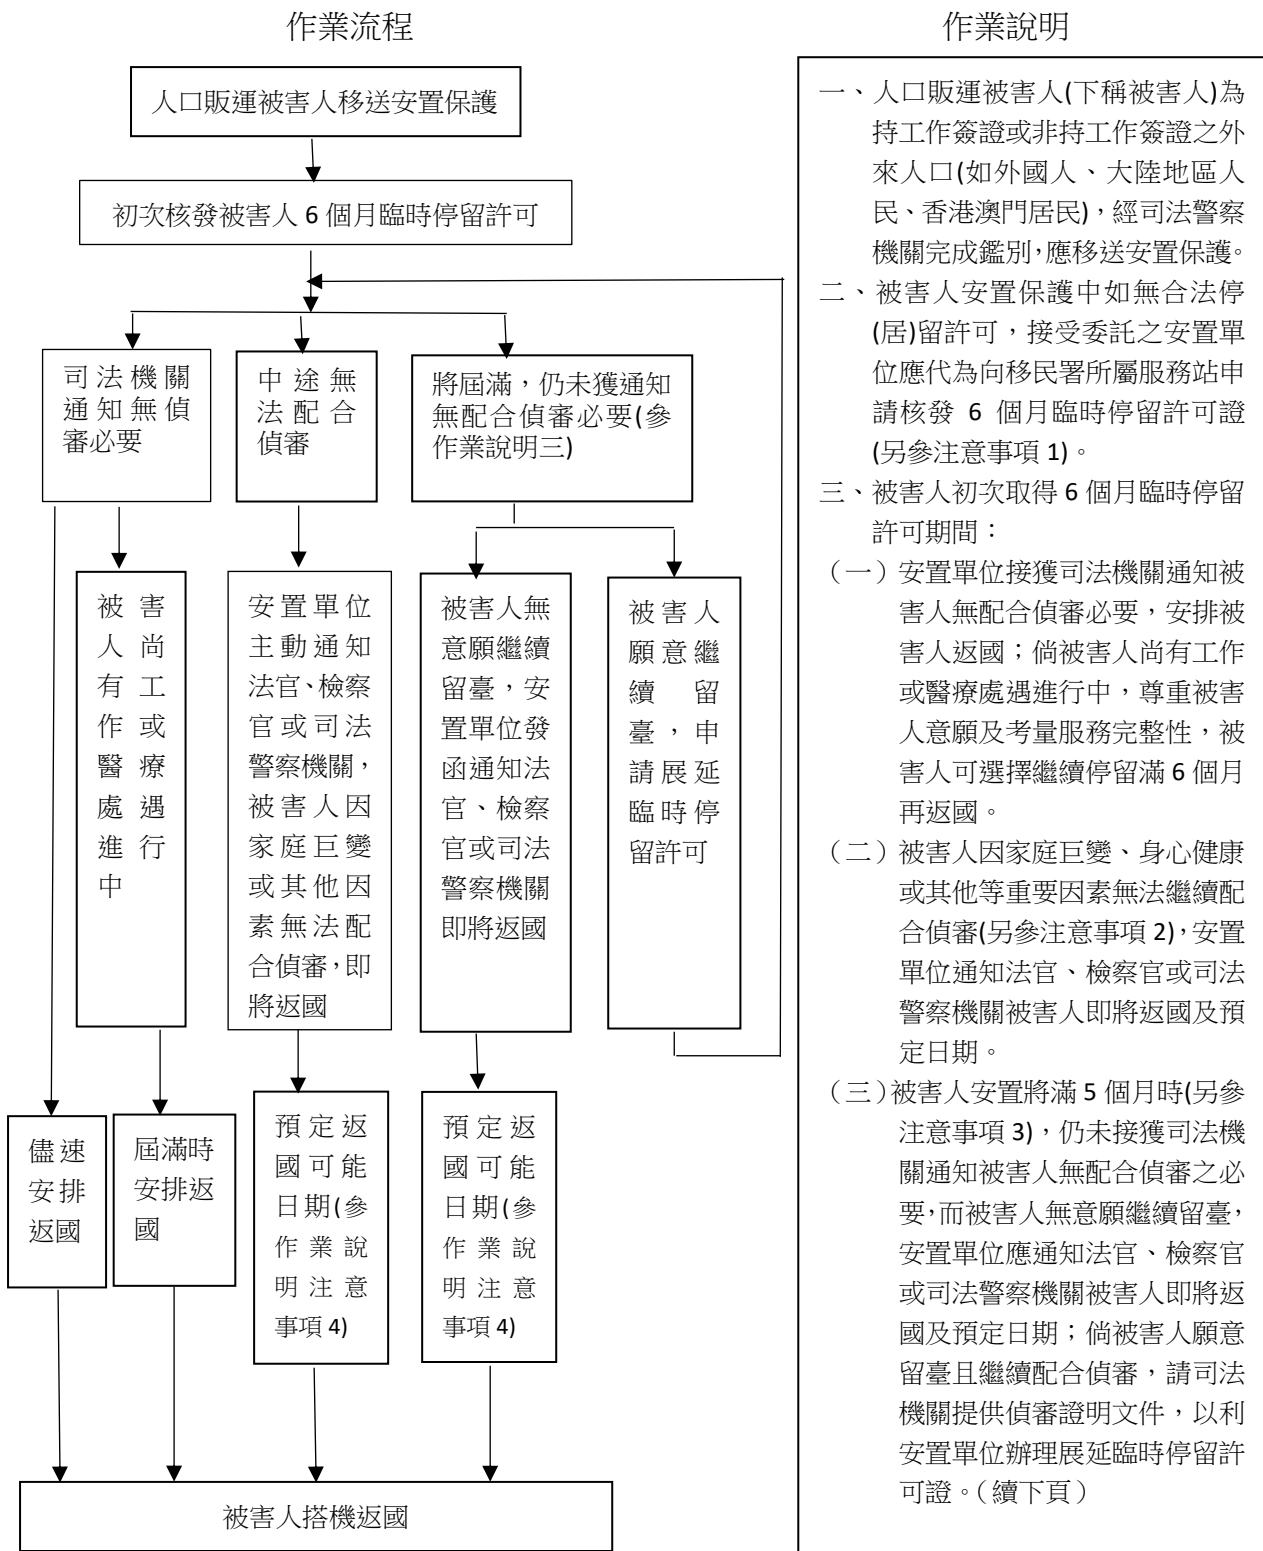 作業流程
人口販運被害人移送安置保護
初次核發被害人 6 個月臨時停留許可
司法機關
通知無偵
審必要
中途無
法配合
偵審
將屆滿，仍未獲通知
無配合偵審必要(參
作業說明三)
被害
人尚
有工
作或
醫療
處遇
進行
中
安置單位
主動通知
法官、檢察
官或司法
警察機關，
被害人因
家庭巨變
或其他因
素無法配
合偵審，即
將返國
被害人無
意願繼續
留臺，安
置單位發
函通知法
官、檢察
官或司法
警察機關
即將返國
被害人
願意繼
續留
臺，申
請展延
臨時停
留許可
儘速
安排
返國
屆滿時
安排返
國
預定返
國可能
日期(參
作業說
明注意
事項 4)
預定返
國可能
日期(參
作業說
明注意
事項 4)
被害人搭機返國
作業說明
一、人口販運被害人(下稱被害人)為
持工作簽證或非持工作簽證之外
來人口(如外國人、大陸地區人
民、香港澳門居民)，經司法警察
機關完成鑑別，應移送安置保護。
二、被害人安置保護中如無合法停
(居)留許可，接受委託之安置單
位應代為向移民署所屬服務站申
請核發 6 個月臨時停留許可證
(另參注意事項 1)。
三、被害人初次取得 6 個月臨時停留
許可期間：
（一）安置單位接獲司法機關通知被
害人無配合偵審必要，安排被
害人返國；倘被害人尚有工作
或醫療處遇進行中，尊重被害
人意願及考量服務完整性，被
害人可選擇繼續停留滿 6 個月
再返國。
（二）被害人因家庭巨變、身心健康
或其他等重要因素無法繼續配
合偵審(另參注意事項 2)，安置
單位通知法官、檢察官或司法
警察機關被害人即將返國及預
定日期。
（三）被害人安置將滿 5 個月時(另參
注意事項 3)，仍未接獲司法機
關通知被害人無配合偵審之必
要，而被害人無意願繼續留臺，
安置單位應通知法官、檢察官
或司法警察機關被害人即將返
國及預定日期；倘被害人願意
留臺且繼續配合偵審，請司法
機關提供偵審證明文件，以利
安置單位辦理展延臨時停留許
可證。（續下頁）